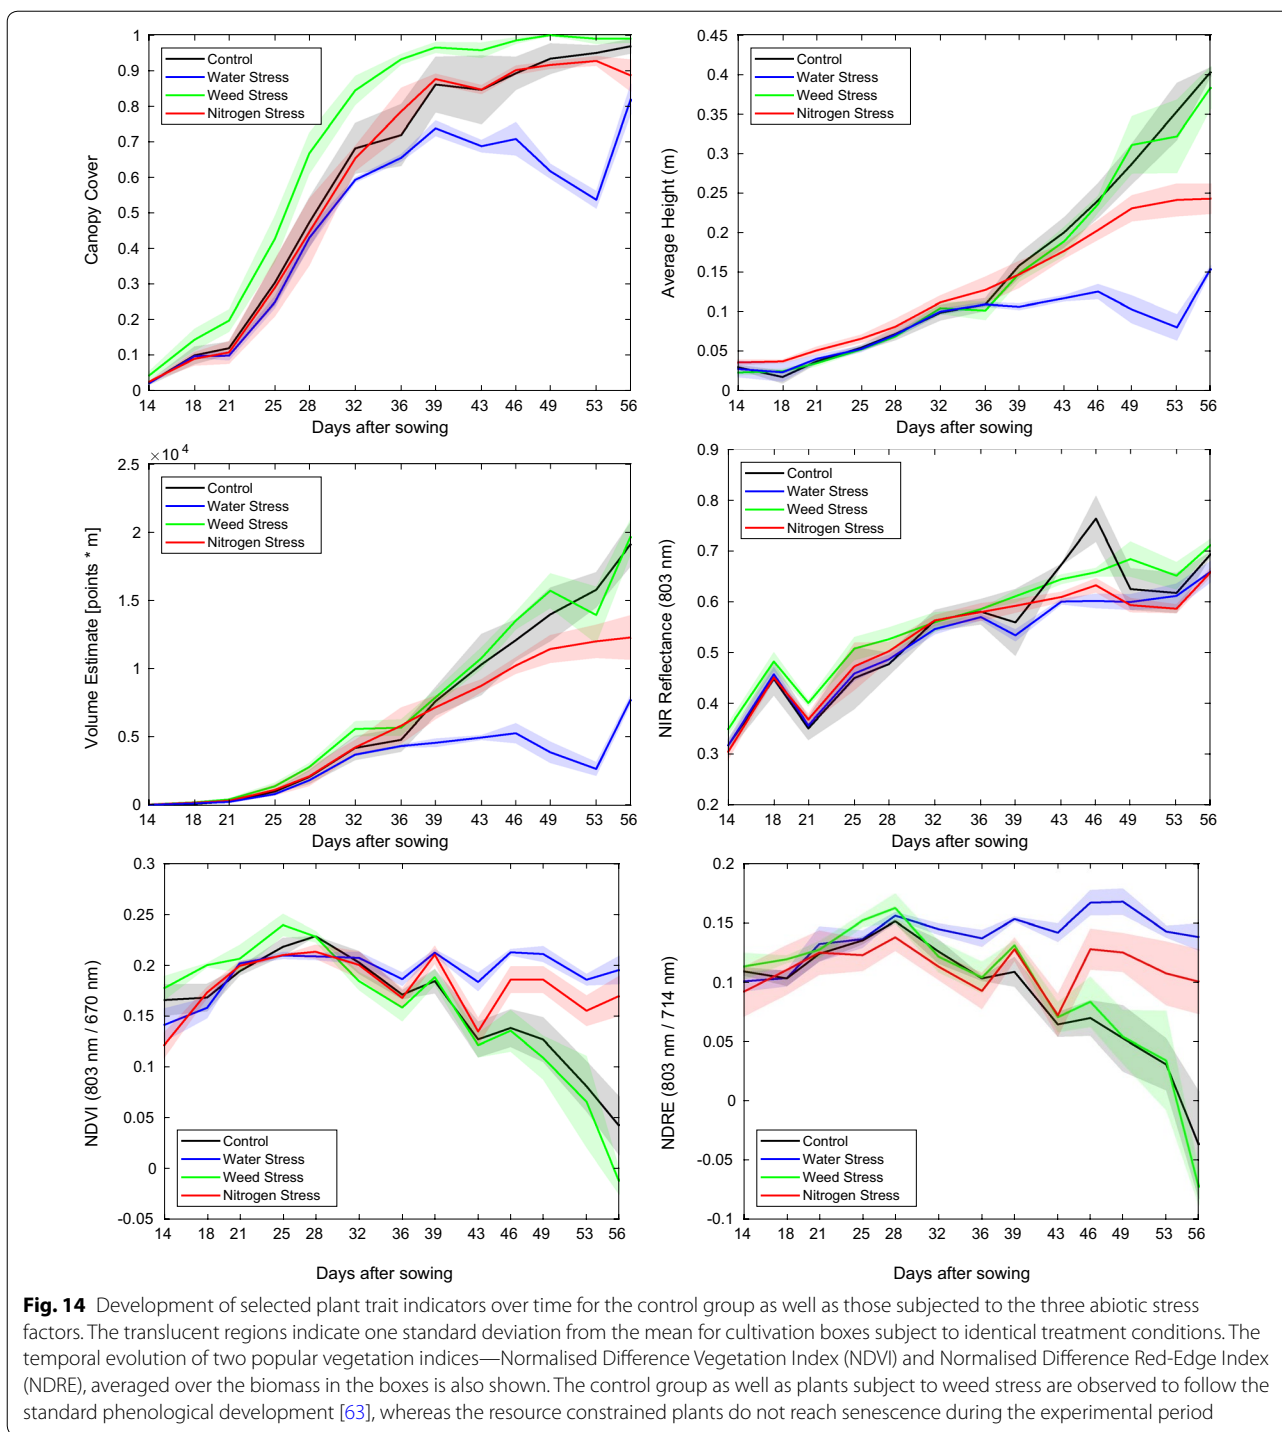 Canopy Cover
1
0.9
0.8
0.7
0.6
0.5
0.4
0.3
0.2
0.1
0
Control
Water Stress
Weed Stress
Nitrogen Stress
14 18 21 25 28 32 36 39 43 46 49 53 56
Days after sowing
Average Height (m)
0.45
0.4
0.35
0.3
0.25
0.2
0.15
0.1
0.05
0
Control
Water Stress
Weed Stress
Nitrogen Stress
14 18 21 25 28 32 36 39 43 46 49 53 56
Days after sowing
Volume Estimate [points * m]
×10⁴
2.5
2
1.5
1
0.5
0
Control
Water Stress
Weed Stress
Nitrogen Stress
14 18 21 25 28 32 36 39 43 46 49 53 56
Days after sowing
NIR Reflectance (803 nm)
0.9
0.8
0.7
0.6
0.5
0.4
0.3
0.2
Control
Water Stress
Weed Stress
Nitrogen Stress
14 18 21 25 28 32 36 39 43 46 49 53 56
Days after sowing
NDVI (803 nm / 670 nm)
0.3
0.25
0.2
0.15
0.1
0.05
0
-0.05
Control
Water Stress
Weed Stress
Nitrogen Stress
14 18 21 25 28 32 36 39 43 46 49 53 56
Days after sowing
NDRE (803 nm / 714 nm)
0.2
0.15
0.1
0.05
0
-0.05
-0.1
Control
Water Stress
Weed Stress
Nitrogen Stress
14 18 21 25 28 32 36 39 43 46 49 53 56
Days after sowing
Fig. 14 Development of selected plant trait indicators over time for the control group as well as those subjected to the three abiotic stress
factors. The translucent regions indicate one standard deviation from the mean for cultivation boxes subject to identical treatment conditions. The
temporal evolution of two popular vegetation indices—Normalised Difference Vegetation Index (NDVI) and Normalised Difference Red-Edge Index
(NDRE), averaged over the biomass in the boxes is also shown. The control group as well as plants subject to weed stress are observed to follow the
standard phenological development [63], whereas the resource constrained plants do not reach senescence during the experimental period